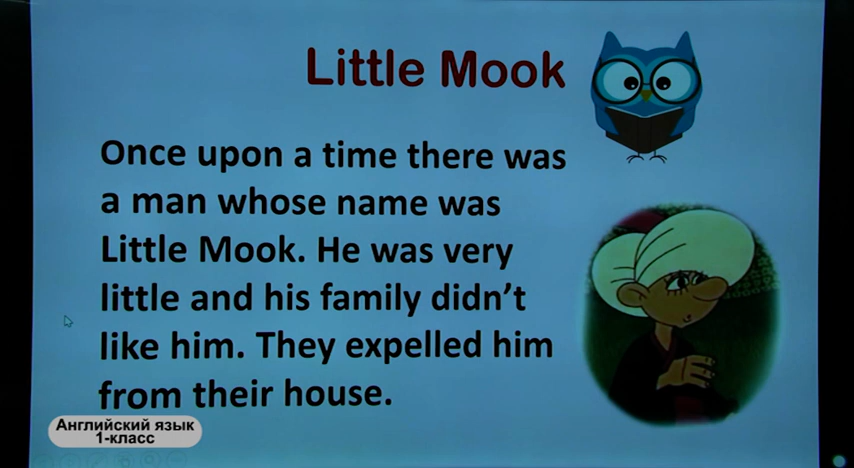 Little Mook
Once upon a time there was
a man whose name was
Little Mook. He was very
little and his family didn't
like him. They expelled him
from their house.
Английский язык
1-класс